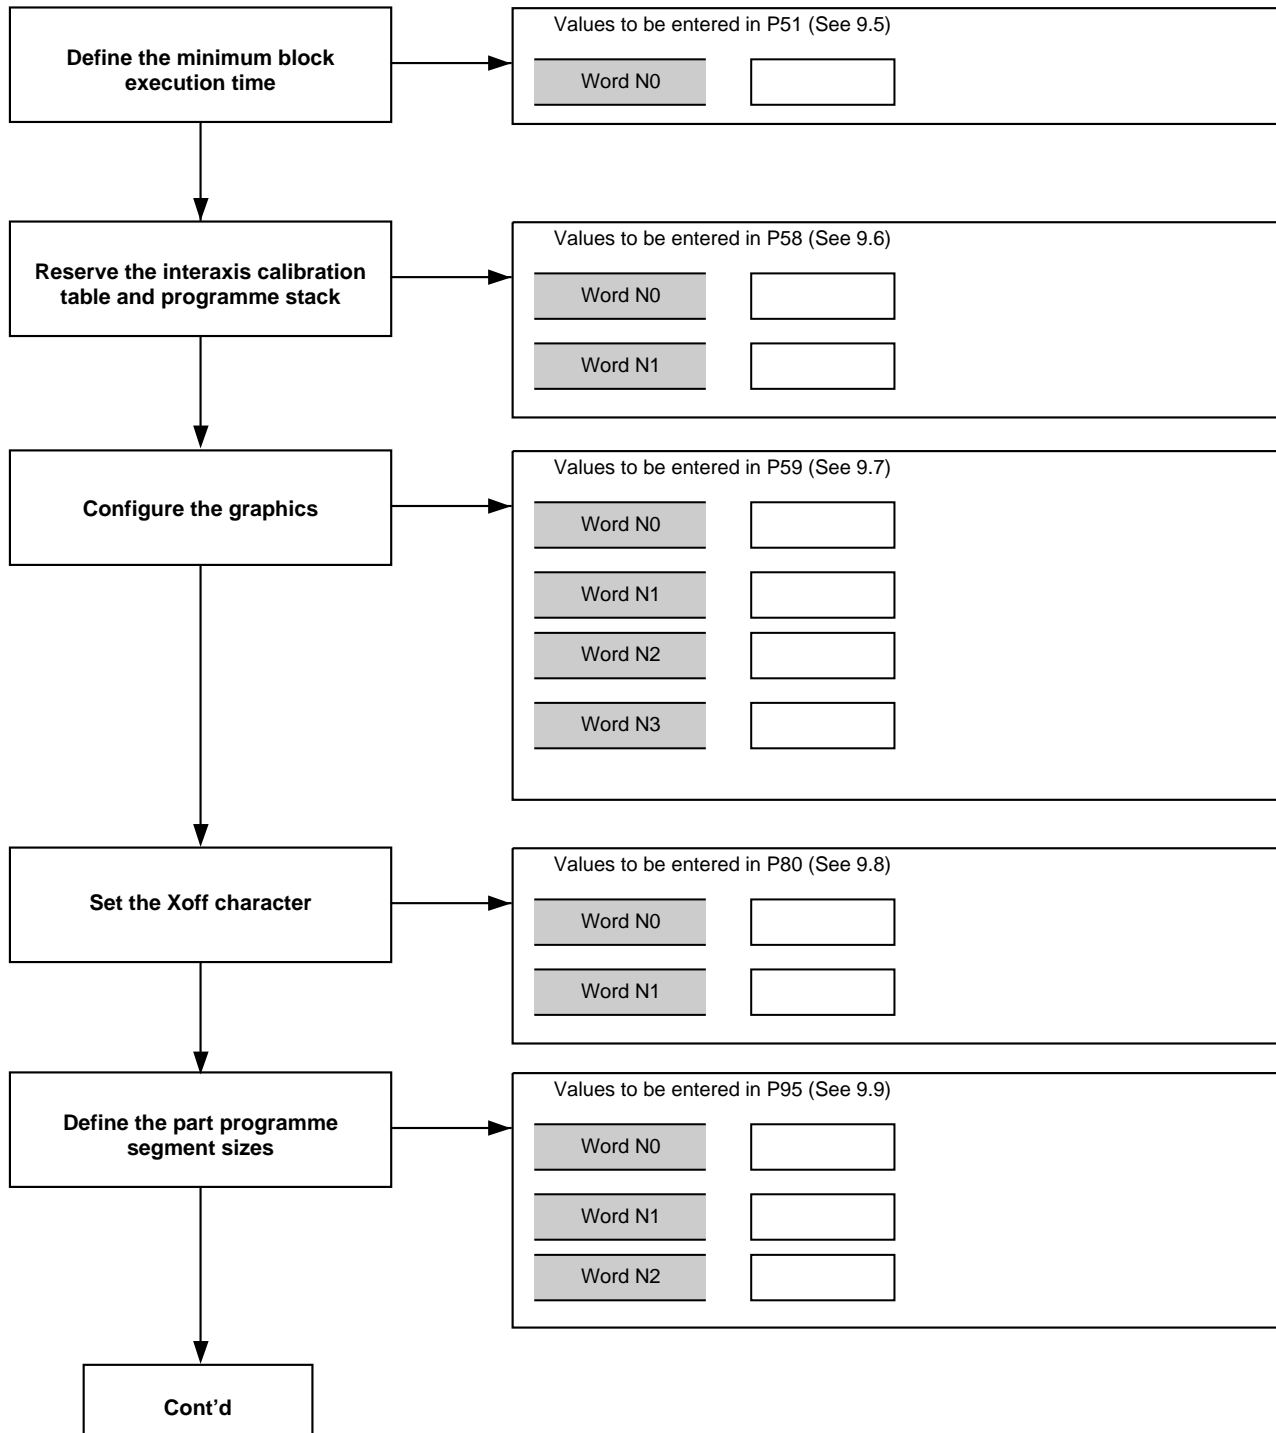 Define the minimum block
execution time
Values to be entered in P51 (See 9.5)
Word N0
Reserve the interaxis calibration
table and programme stack
Values to be entered in P58 (See 9.6)
Word N0
Word N1
Configure the graphics
Values to be entered in P59 (See 9.7)
Word N0
Word N1
Word N2
Word N3
Set the Xoff character
Values to be entered in P80 (See 9.8)
Word N0
Word N1
Define the part programme
segment sizes
Values to be entered in P95 (See 9.9)
Word N0
Word N1
Word N2
Cont’d